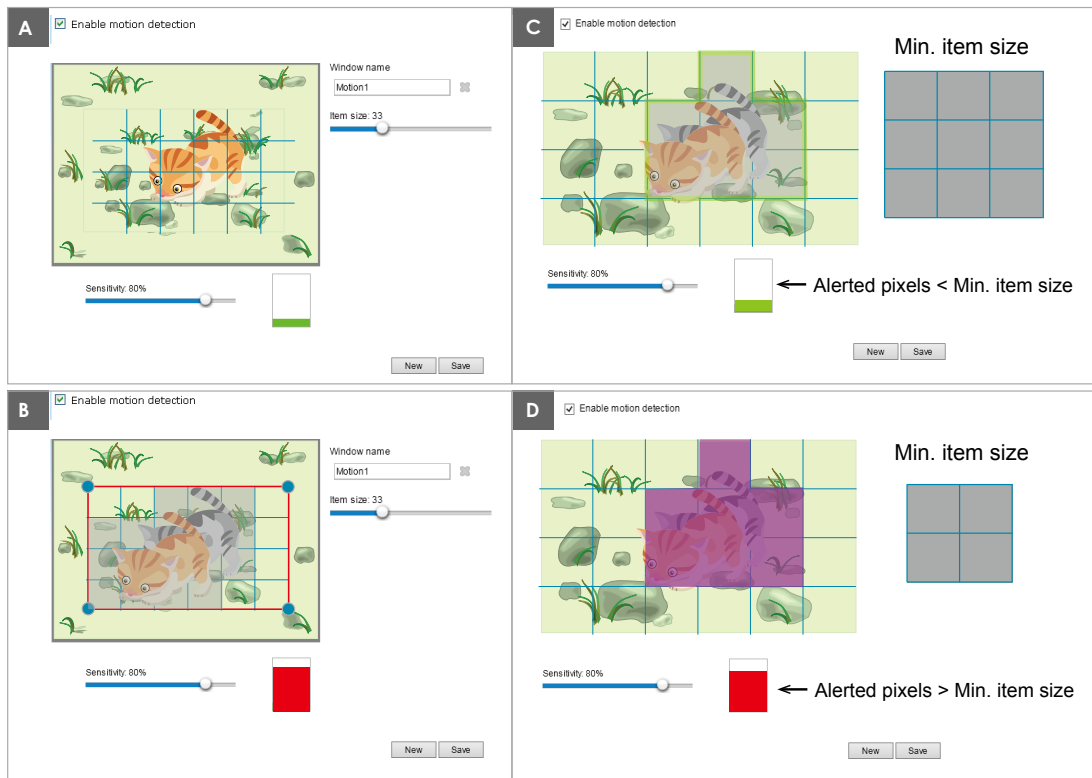 A
Enable motion detection
Window name
Motion1
Item size: 33
Sensitivity: 80%
New Save
B
Enable motion detection
Window name
Motion1
Item size: 33
Sensitivity: 80%
New Save
C
Enable motion detection
Min. item size
Sensitivity: 80%
Alerted pixels < Min. item size
New Save
D
Enable motion detection
Min. item size
Sensitivity: 80%
Alerted pixels > Min. item size
New Save